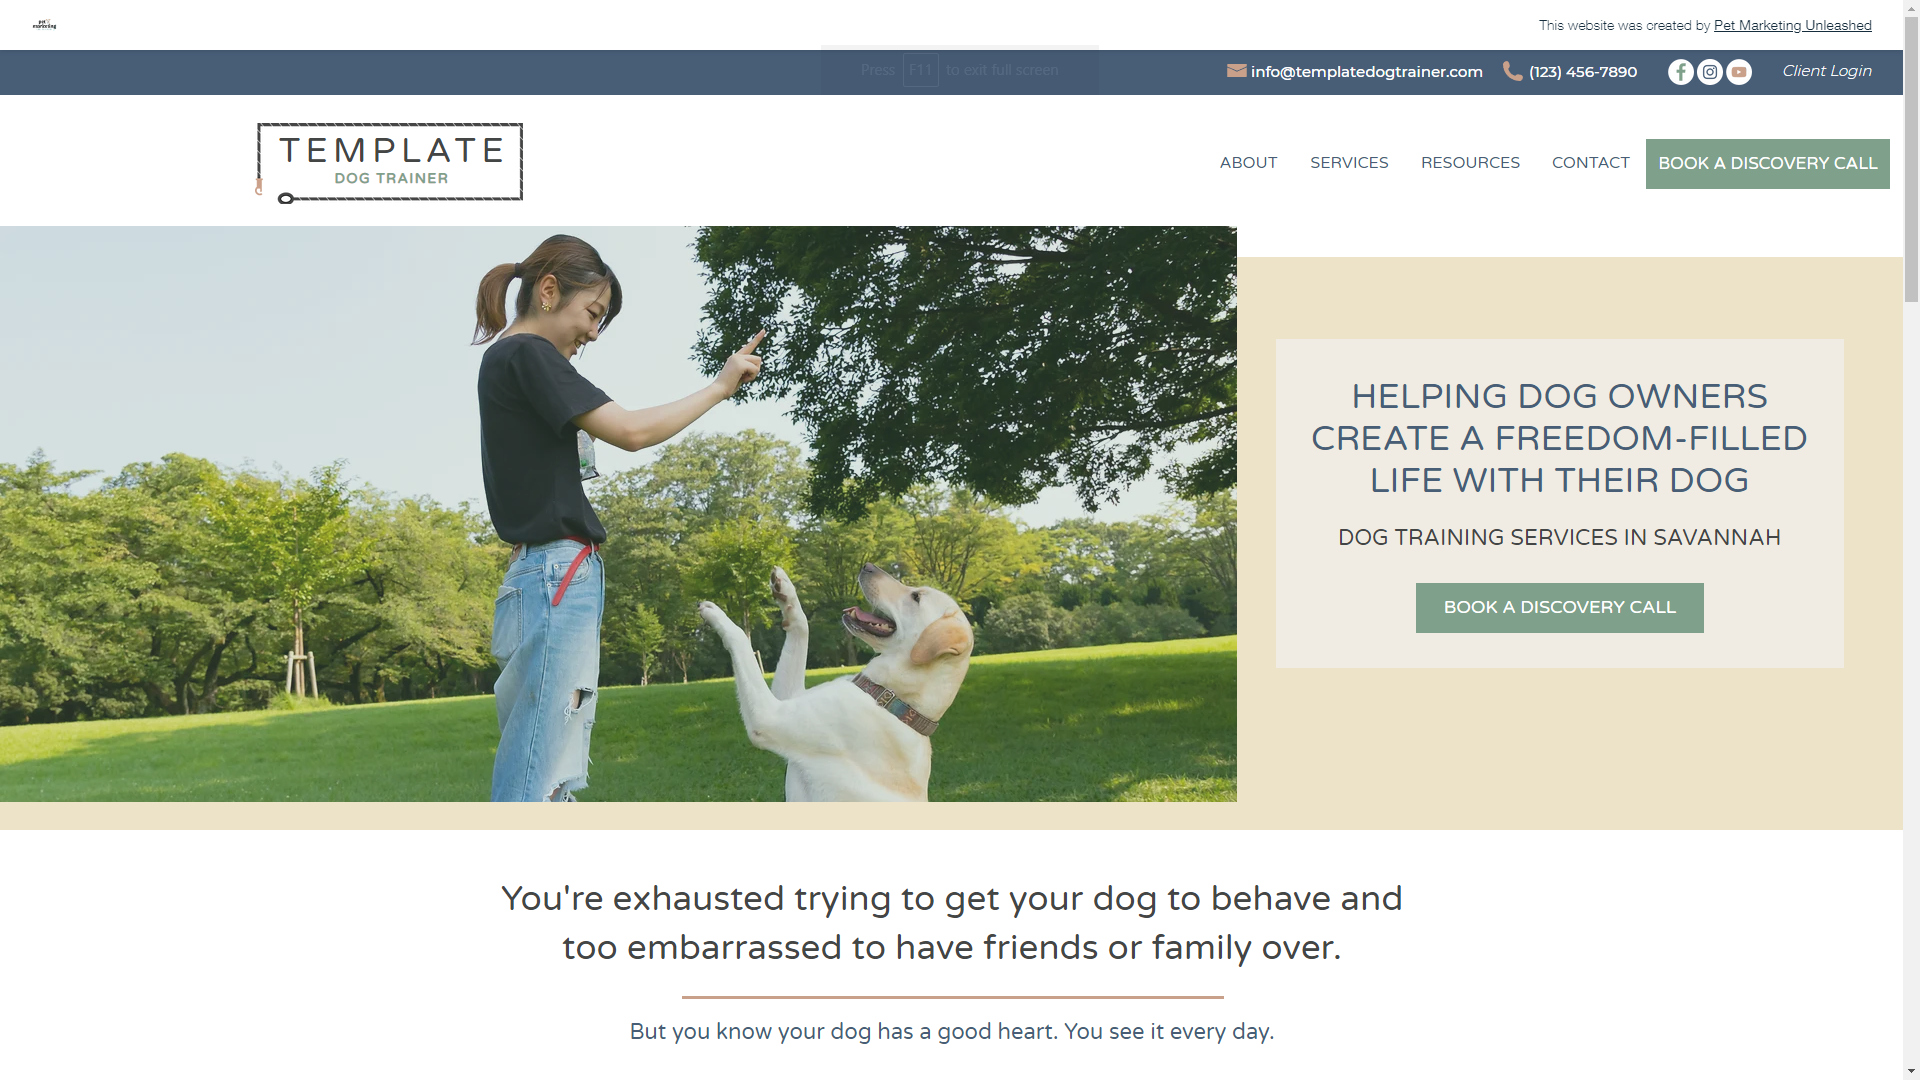 pet
marketing
This website was created by Pet Marketing Unleashed
Press F11 to exit full screen
info@templatedogtrainer.com (123) 456-7890 Client Login
TEMPLATE
DOG TRAINER
ABOUT SERVICES RESOURCES CONTACT BOOK A DISCOVERY CALL
HELPING DOG OWNERS
CREATE A FREEDOM-FILLED
LIFE WITH THEIR DOG
DOG TRAINING SERVICES IN SAVANNAH
BOOK A DISCOVERY CALL
You're exhausted trying to get your dog to behave and
too embarrassed to have friends or family over.
But you know your dog has a good heart. You see it every day.